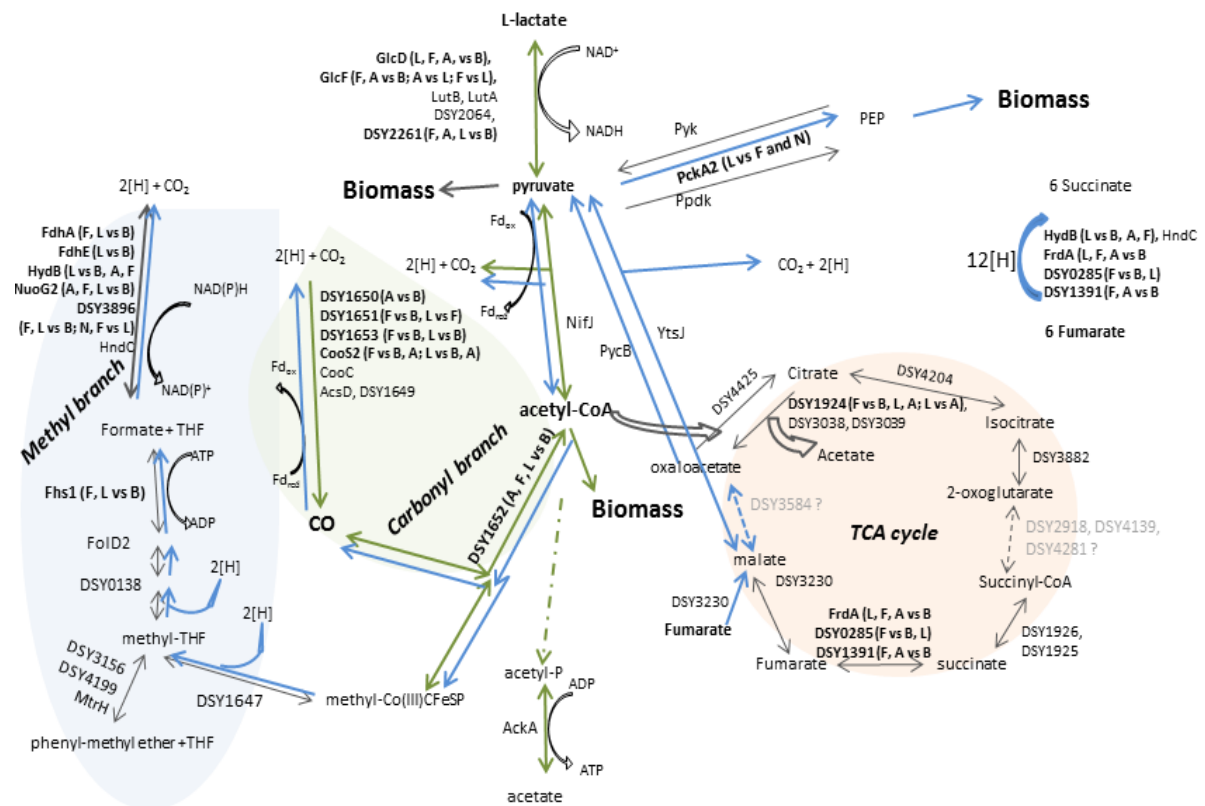 L-lactate
GlcD (L, F, A, vs B),
GlcF (F, A vs B; A vs L; F vs L),
LutB, LutA
DSY2064,
DSY2261 (F, A, L vs B)
NAD⁺
NADH
Pyk
PckA2 (L vs F and N)
Ppdk
PEP
Biomass
Biomass
pyruvate
2[H] + CO₂
FdhA (F, L vs B)
FdhE (L vs B)
HydB (L vs B, A, F
NuoG2 (A, F, L vs B)
DSY3896
(F, L vs B; N, F vs L)
HndC
NAD(P)H
NAD(P)⁺
Methyl branch
Formate + THF
ATP
Fhs1 (F, L vs B)
ADP
FolD2
DSY0138
2[H]
methyl-THF
2[H]
DSY3156
DSY4199
MtrH
DSY1647
phenyl-methyl ether +THF
methyl-Co(III)CFeSP
2[H] + CO₂
DSY1650 (A vs B)
DSY1651 (F vs B, L vs F)
DSY1653 (F vs B, L vs B)
CooS2 (F vs B, A; L vs B, A)
CooC
AcsD, DSY1649
Fdₒₓ
Fd_red
CO
Carbonyl branch
DSY1652 (A, F, L vs B)
Fdₒₓ
2[H] + CO₂
Fd_red
NifJ
PycB
YtsJ
CO₂ + 2[H]
acetyl-CoA
Biomass
acetyl-P
ADP
AckA
ATP
acetate
6 Succinate
12[H]
HydB (L vs B, A, F), HndC
FrdA (L, F, A vs B
DSY0285 (F vs B, L)
DSY1391 (F, A vs B
6 Fumarate
DSY4425
Citrate
DSY4204
DSY1924 (F vs B, L, A; L vs A),
DSY3038, DSY3039
Acetate
Isocitrate
DSY3882
oxaloacetate
2-oxoglutarate
DSY3584 ?
TCA cycle
DSY2918, DSY4139,
DSY4281 ?
malate
DSY3230
Succinyl-CoA
DSY3230
Fumarate
FrdA (L, F, A vs B
DSY0285 (F vs B, L)
DSY1391 (F, A vs B
DSY1926,
DSY1925
Fumarate
succinate